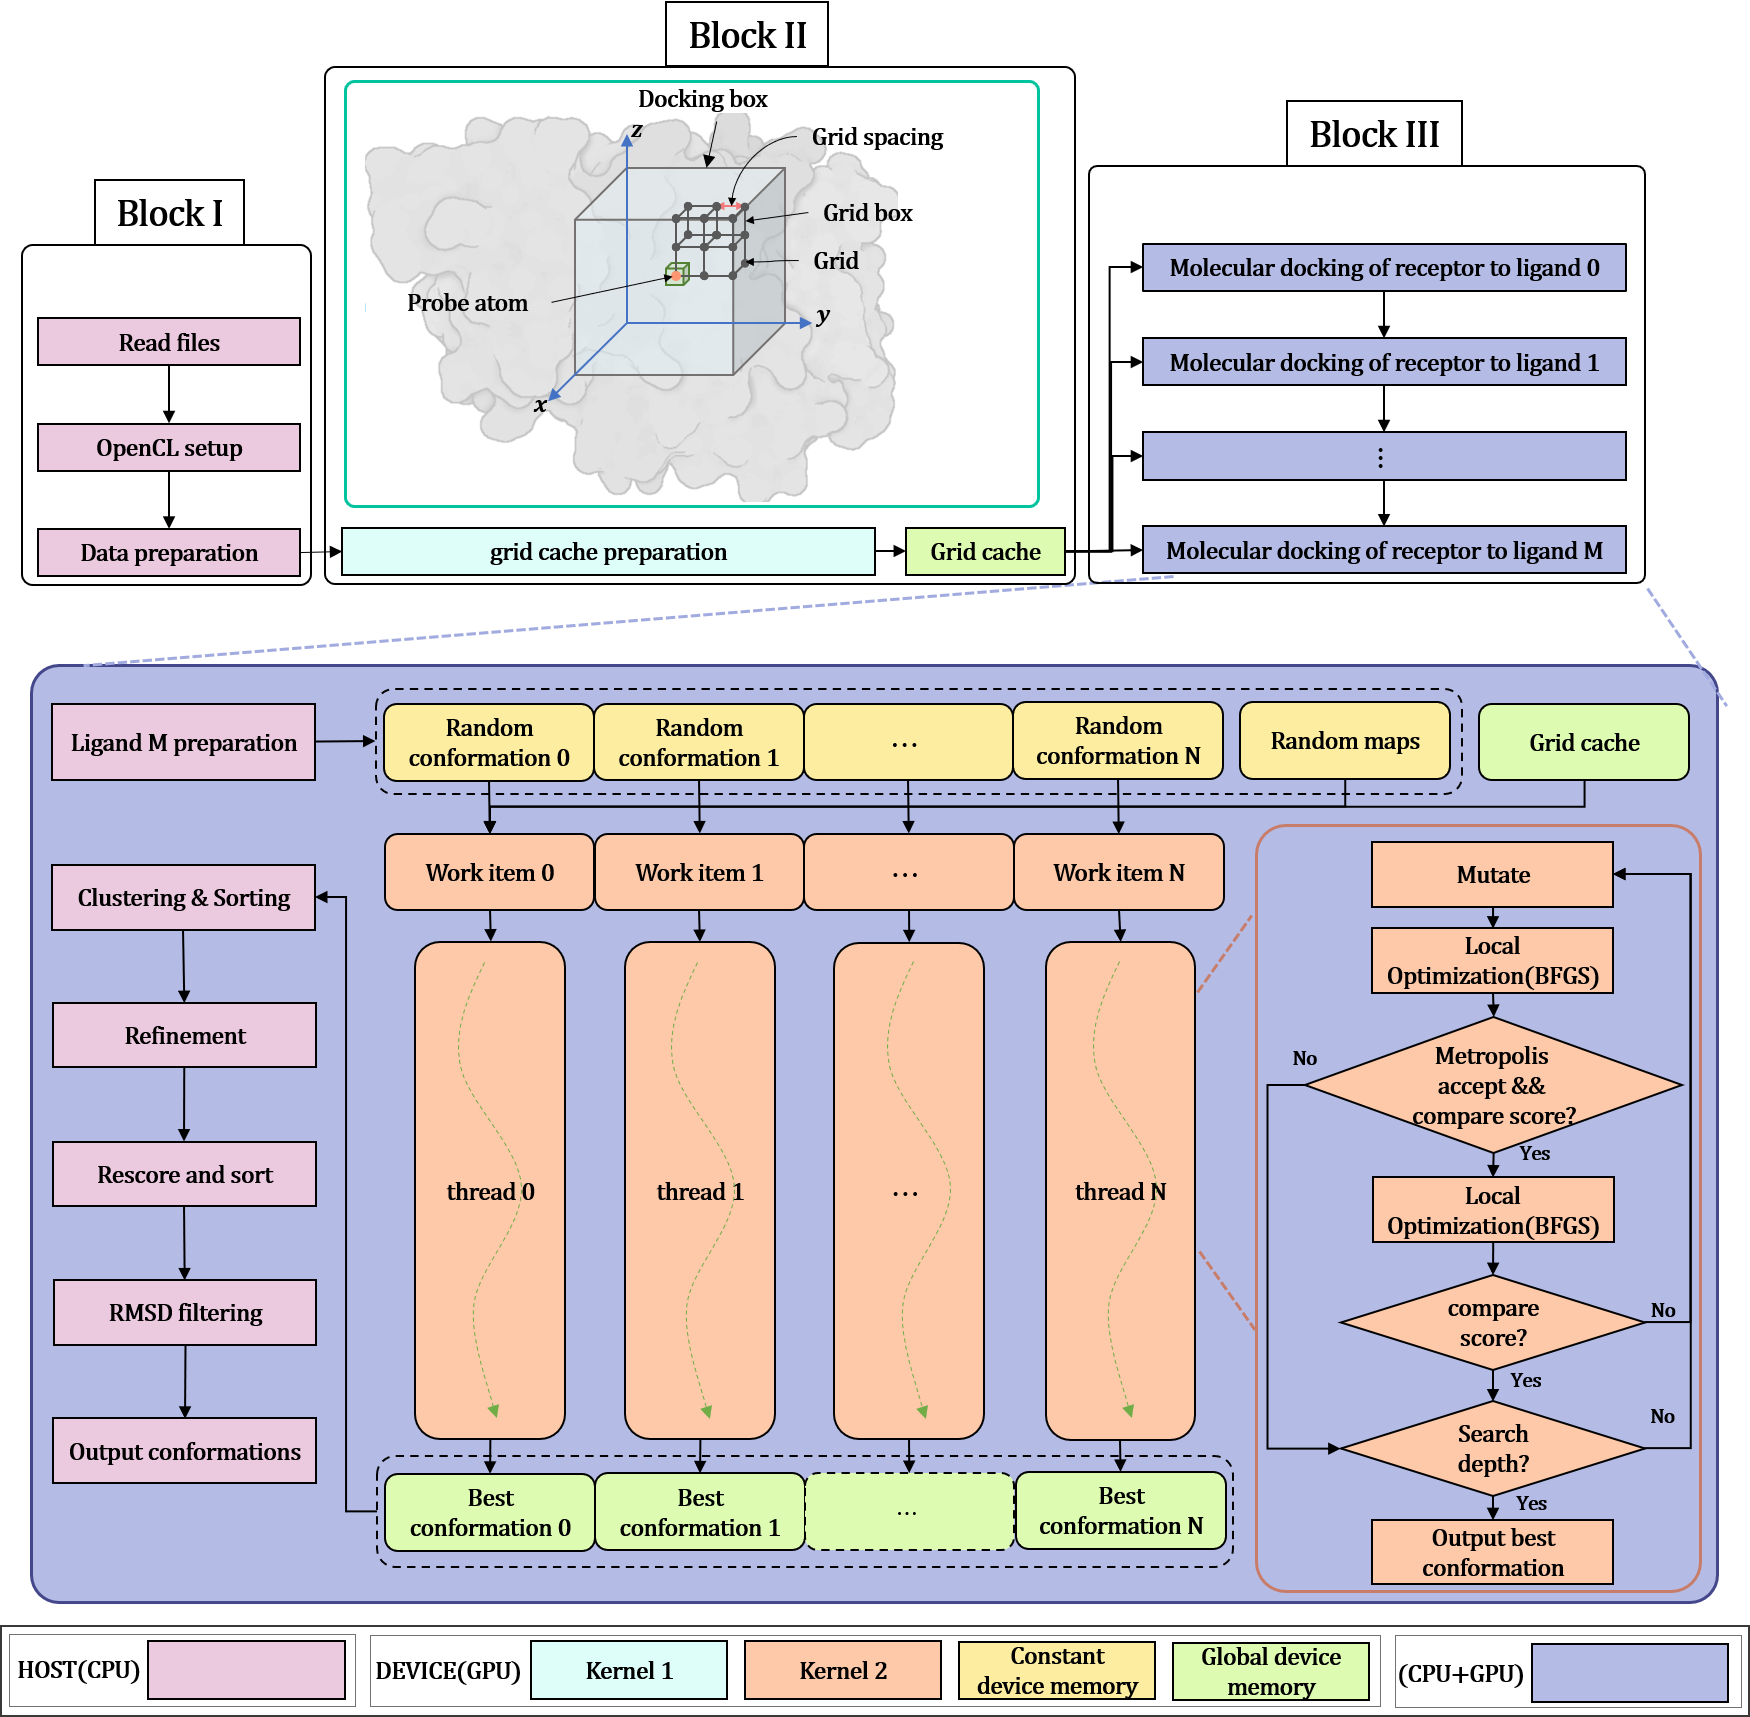 Block I
Read files
OpenCL setup
Data preparation
Block II
Docking box
z
Grid spacing
Grid box
Grid
Probe atom
y
x
grid cache preparation
Grid cache
Block III
Molecular docking of receptor to ligand 0
Molecular docking of receptor to ligand 1
⋮
Molecular docking of receptor to ligand M
Ligand M preparation
Random
conformation 0
Random
conformation 1
...
Random
conformation N
Random maps
Grid cache
Work item 0
Work item 1
...
Work item N
thread 0
thread 1
...
thread N
Best
conformation 0
Best
conformation 1
...
Best
conformation N
Clustering & Sorting
Refinement
Rescore and sort
RMSD filtering
Output conformations
Mutate
Local
Optimization(BFGS)
Metropolis
accept &&
compare score?
No
Yes
Local
Optimization(BFGS)
compare
score?
No
Yes
Search
depth?
No
Yes
Output best
conformation
HOST(CPU)
DEVICE(GPU)
Kernel 1
Kernel 2
Constant
device memory
Global device
memory
(CPU+GPU)